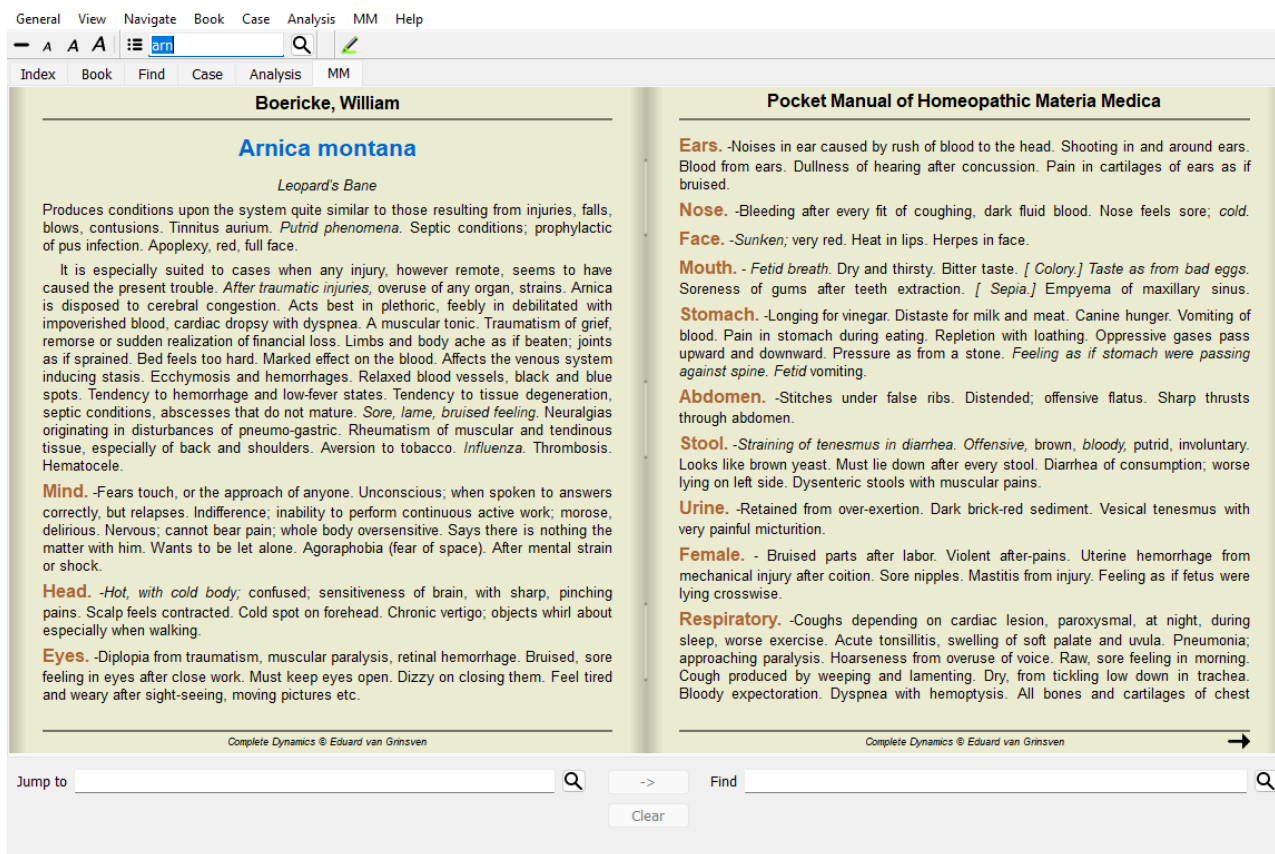 General View Navigate Book Case Analysis MM Help
A A A arn
Index Book Find Case Analysis MM
Boericke, William
Arnica montana
Leopard's Bane
Produces conditions upon the system quite similar to those resulting from injuries, falls,
blows, contusions. Tinnitus aurium. Putrid phenomena. Septic conditions; prophylactic
of pus infection. Apoplexy, red, full face.
It is especially suited to cases when any injury, however remote, seems to have
caused the present trouble. After traumatic injuries, overuse of any organ, strains. Arnica
is disposed to cerebral congestion. Acts best in plethoric, feebly in debilitated with
impoverished blood, cardiac dropsy with dyspnea. A muscular tonic. Traumatism of grief,
remorse or sudden realization of financial loss. Limbs and body ache as if beaten; joints
as if sprained. Bed feels too hard. Marked effect on the blood. Affects the venous system
inducing stasis. Ecchymosis and hemorrhages. Relaxed blood vessels, black and blue
spots. Tendency to hemorrhage and low-fever states. Tendency to tissue degeneration,
septic conditions, abscesses that do not mature. Sore, lame, bruised feeling. Neuralgias
originating in disturbances of pneumo-gastric. Rheumatism of muscular and tendinous
tissue, especially of back and shoulders. Aversion to tobacco. Influenza. Thrombosis.
Hematocele.
Mind. -Fears touch, or the approach of anyone. Unconscious; when spoken to answers
correctly, but relapses. Indifference; inability to perform continuous active work; morose,
delirious. Nervous; cannot bear pain; whole body oversensitive. Says there is nothing the
matter with him. Wants to be let alone. Agoraphobia (fear of space). After mental strain
or shock.
Head. -Hot, with cold body; confused; sensitiveness of brain, with sharp, pinching
pains. Scalp feels contracted. Cold spot on forehead. Chronic vertigo; objects whirl about
especially when walking.
Eyes. -Diplopia from traumatism, muscular paralysis, retinal hemorrhage. Bruised, sore
feeling in eyes after close work. Must keep eyes open. Dizzy on closing them. Feel tired
and weary after sight-seeing, moving pictures etc.
Complete Dynamics © Eduard van Grinsven
Pocket Manual of Homeopathic Materia Medica
Ears. -Noises in ear caused by rush of blood to the head. Shooting in and around ears.
Blood from ears. Dullness of hearing after concussion. Pain in cartilages of ears as if
bruised.
Nose. -Bleeding after every fit of coughing, dark fluid blood. Nose feels sore; cold.
Face. -Sunken; very red. Heat in lips. Herpes in face.
Mouth. - Fetid breath. Dry and thirsty. Bitter taste. [ Colory.] Taste as from bad eggs.
Soreness of gums after teeth extraction. [ Sepia.] Empyema of maxillary sinus.
Stomach. -Longing for vinegar. Distaste for milk and meat. Canine hunger. Vomiting of
blood. Pain in stomach during eating. Repletion with loathing. Oppressive gases pass
upward and downward. Pressure as from a stone. Feeling as if stomach were passing
against spine. Fetid vomiting.
Abdomen. -Stitches under false ribs. Distended; offensive flatus. Sharp thrusts
through abdomen.
Stool. -Straining of tenesmus in diarrhea. Offensive, brown, bloody, putrid, involuntary.
Looks like brown yeast. Must lie down after every stool. Diarrhea of consumption; worse
lying on left side. Dysenteric stools with muscular pains.
Urine. -Retained from over-exertion. Dark brick-red sediment. Vesical tenesmus with
very painful micturition.
Female. - Bruised parts after labor. Violent after-pains. Uterine hemorrhage from
mechanical injury after coition. Sore nipples. Mastitis from injury. Feeling as if fetus were
lying crosswise.
Respiratory. -Coughs depending on cardiac lesion, paroxysmal, at night, during
sleep, worse exercise. Acute tonsillitis, swelling of soft palate and uvula. Pneumonia;
approaching paralysis. Hoarseness from overuse of voice. Raw, sore feeling in morning.
Cough produced by weeping and lamenting. Dry, from tickling low down in trachea.
Bloody expectoration. Dyspnea with hemoptysis. All bones and cartilages of chest
Complete Dynamics © Eduard van Grinsven
Jump to -> Find
Clear